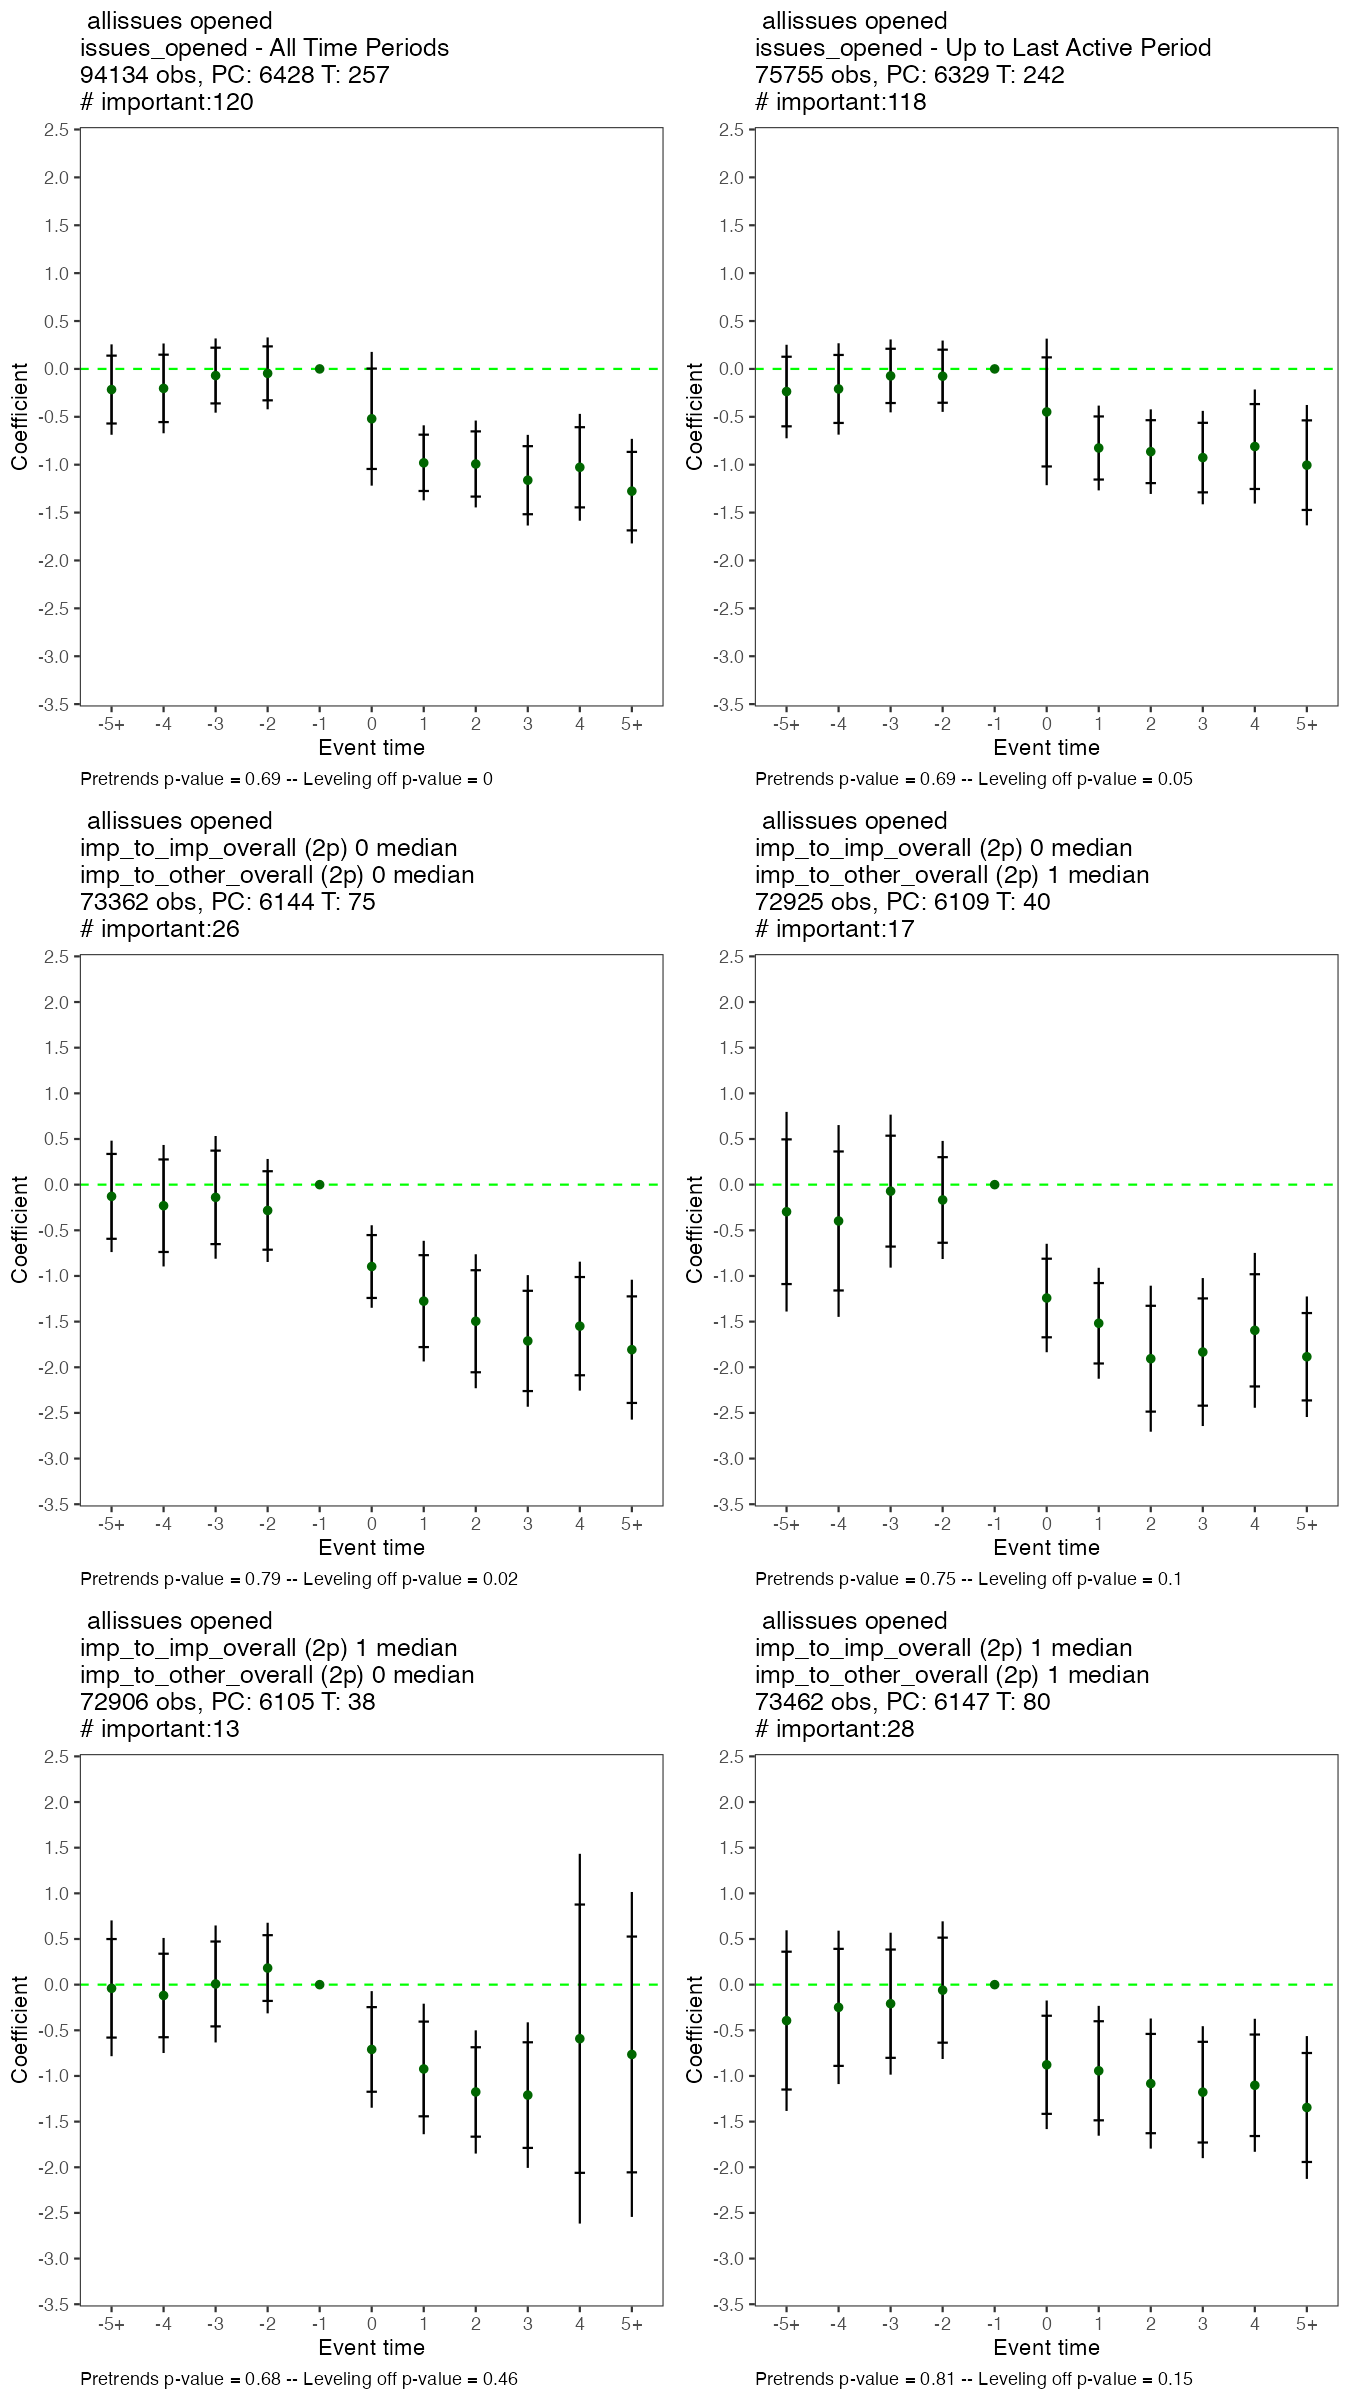 allissues opened
issues_opened - All Time Periods
94134 obs, PC: 6428 T: 257
# important:120
2.5
2.0
1.5
1.0
0.5
0.0
-0.5
-1.0
-1.5
-2.0
-2.5
-3.0
-3.5
Coefficient
-5+ -4 -3 -2 -1 0 1 2 3 4 5+
Event time
Pretrends p-value = 0.69 -- Leveling off p-value = 0
allissues opened
issues_opened - Up to Last Active Period
75755 obs, PC: 6329 T: 242
# important:118
2.5
2.0
1.5
1.0
0.5
0.0
-0.5
-1.0
-1.5
-2.0
-2.5
-3.0
-3.5
Coefficient
-5+ -4 -3 -2 -1 0 1 2 3 4 5+
Event time
Pretrends p-value = 0.69 -- Leveling off p-value = 0.05
allissues opened
imp_to_imp_overall (2p) 0 median
imp_to_other_overall (2p) 0 median
73362 obs, PC: 6144 T: 75
# important:26
2.5
2.0
1.5
1.0
0.5
0.0
-0.5
-1.0
-1.5
-2.0
-2.5
-3.0
-3.5
Coefficient
-5+ -4 -3 -2 -1 0 1 2 3 4 5+
Event time
Pretrends p-value = 0.79 -- Leveling off p-value = 0.02
allissues opened
imp_to_imp_overall (2p) 0 median
imp_to_other_overall (2p) 1 median
72925 obs, PC: 6109 T: 40
# important:17
2.5
2.0
1.5
1.0
0.5
0.0
-0.5
-1.0
-1.5
-2.0
-2.5
-3.0
-3.5
Coefficient
-5+ -4 -3 -2 -1 0 1 2 3 4 5+
Event time
Pretrends p-value = 0.75 -- Leveling off p-value = 0.1
allissues opened
imp_to_imp_overall (2p) 1 median
imp_to_other_overall (2p) 0 median
72906 obs, PC: 6105 T: 38
# important:13
2.5
2.0
1.5
1.0
0.5
0.0
-0.5
-1.0
-1.5
-2.0
-2.5
-3.0
-3.5
Coefficient
-5+ -4 -3 -2 -1 0 1 2 3 4 5+
Event time
Pretrends p-value = 0.68 -- Leveling off p-value = 0.46
allissues opened
imp_to_imp_overall (2p) 1 median
imp_to_other_overall (2p) 1 median
73462 obs, PC: 6147 T: 80
# important:28
2.5
2.0
1.5
1.0
0.5
0.0
-0.5
-1.0
-1.5
-2.0
-2.5
-3.0
-3.5
Coefficient
-5+ -4 -3 -2 -1 0 1 2 3 4 5+
Event time
Pretrends p-value = 0.81 -- Leveling off p-value = 0.15